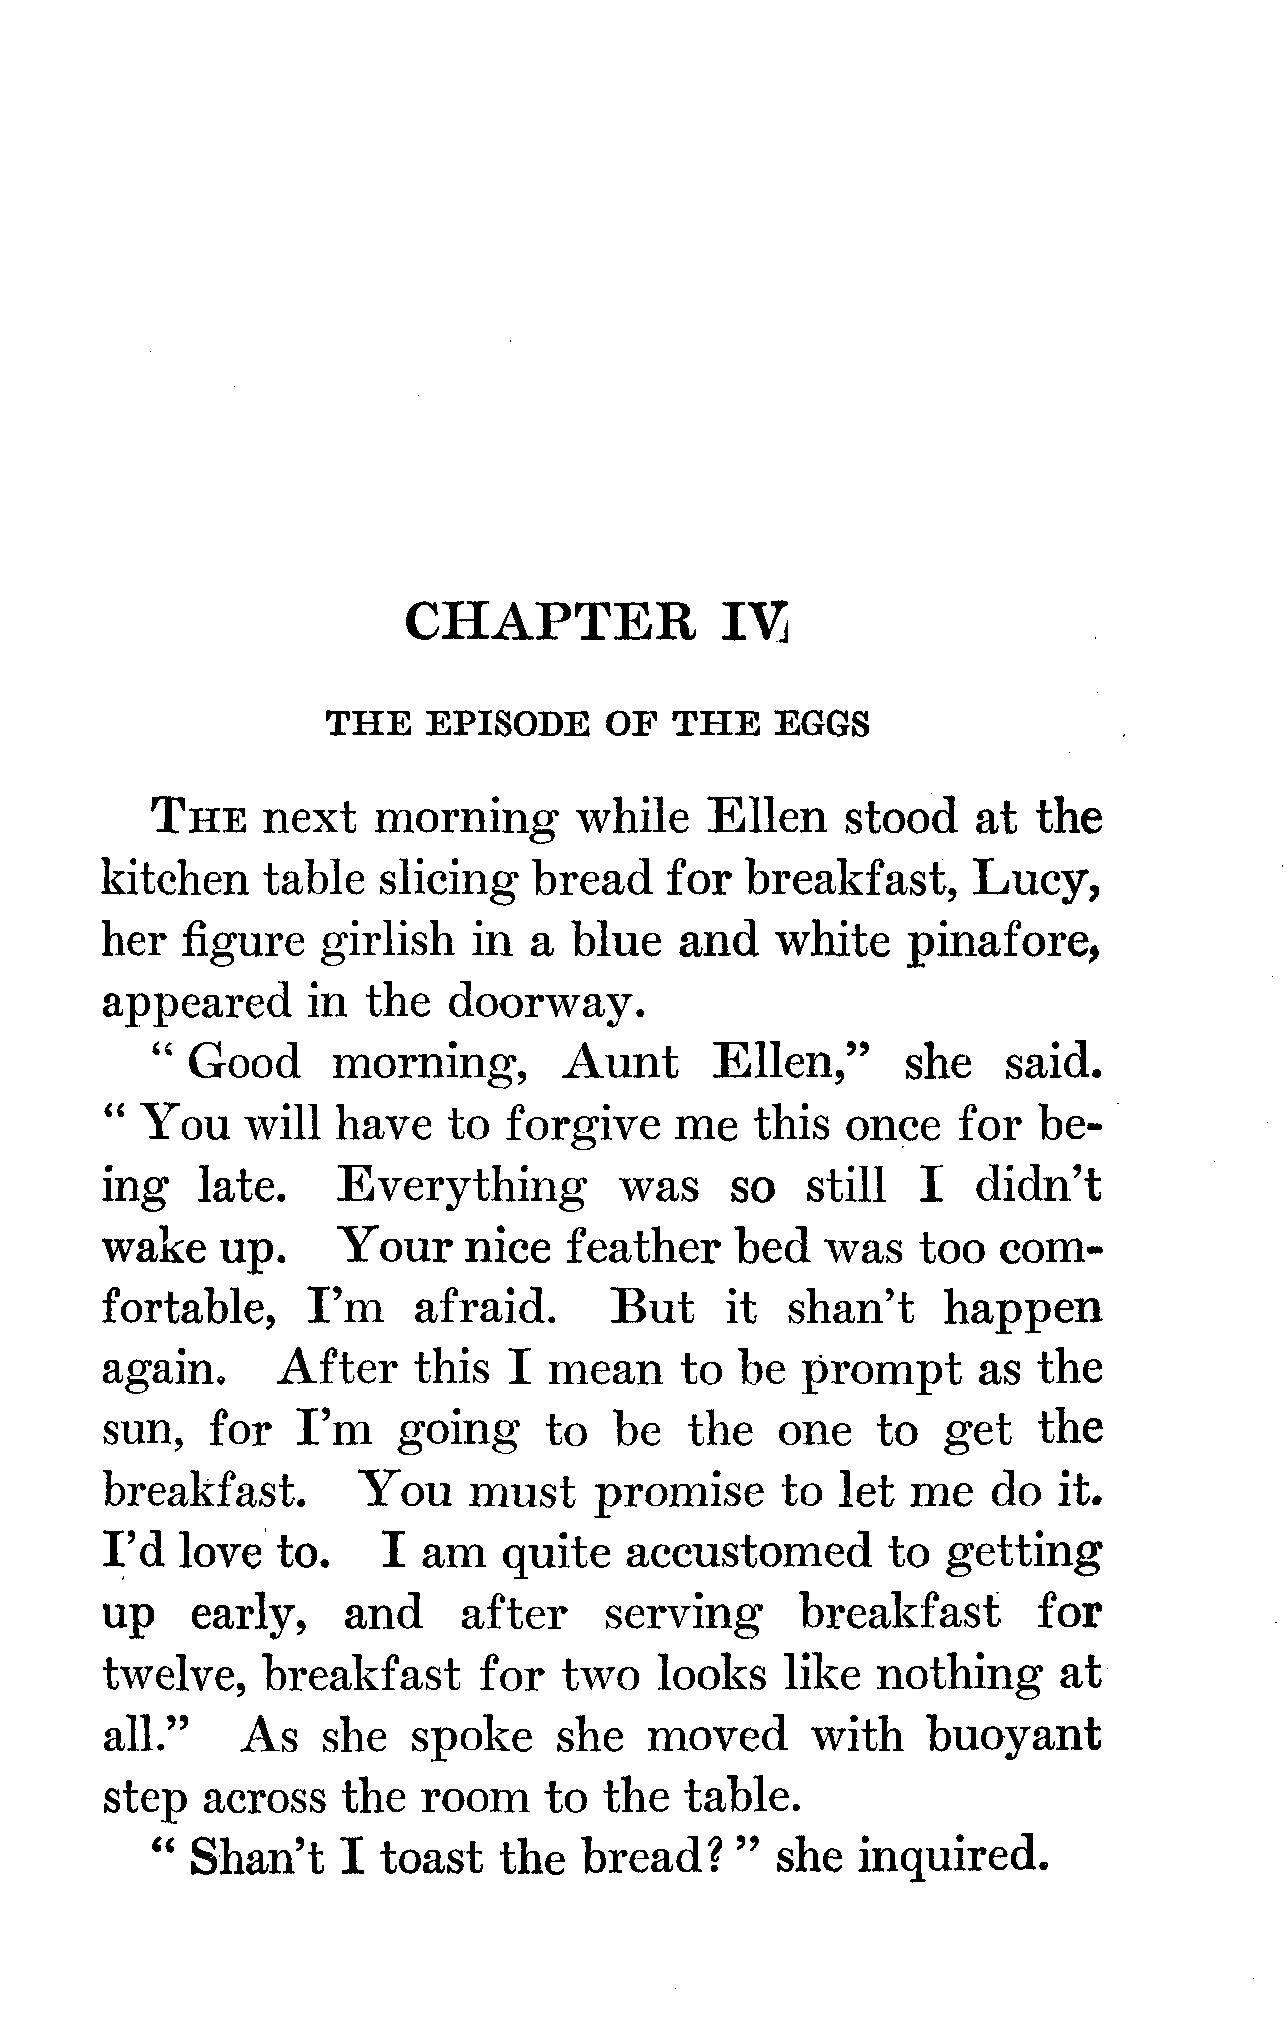 CHAPTER IV
THE EPISODE OF THE EGGS
THE next morning while Ellen stood at the
kitchen table slicing bread for breakfast, Lucy,
her figure girlish in a blue and white pinafore,
appeared in the doorway.
“ Good morning, Aunt Ellen,” she said.
“ You will have to forgive me this once for be-
ing late. Everything was so still I didn’t
wake up. Your nice feather bed was too com-
fortable, I’m afraid. But it shan’t happen
again. After this I mean to be prompt as the
sun, for I’m going to be the one to get the
breakfast. You must promise to let me do it.
I’d love to. I am quite accustomed to getting
up early, and after serving breakfast for
twelve, breakfast for two looks like nothing at
all.” As she spoke she moved with buoyant
step across the room to the table.
“ Shan’t I toast the bread? ” she inquired.